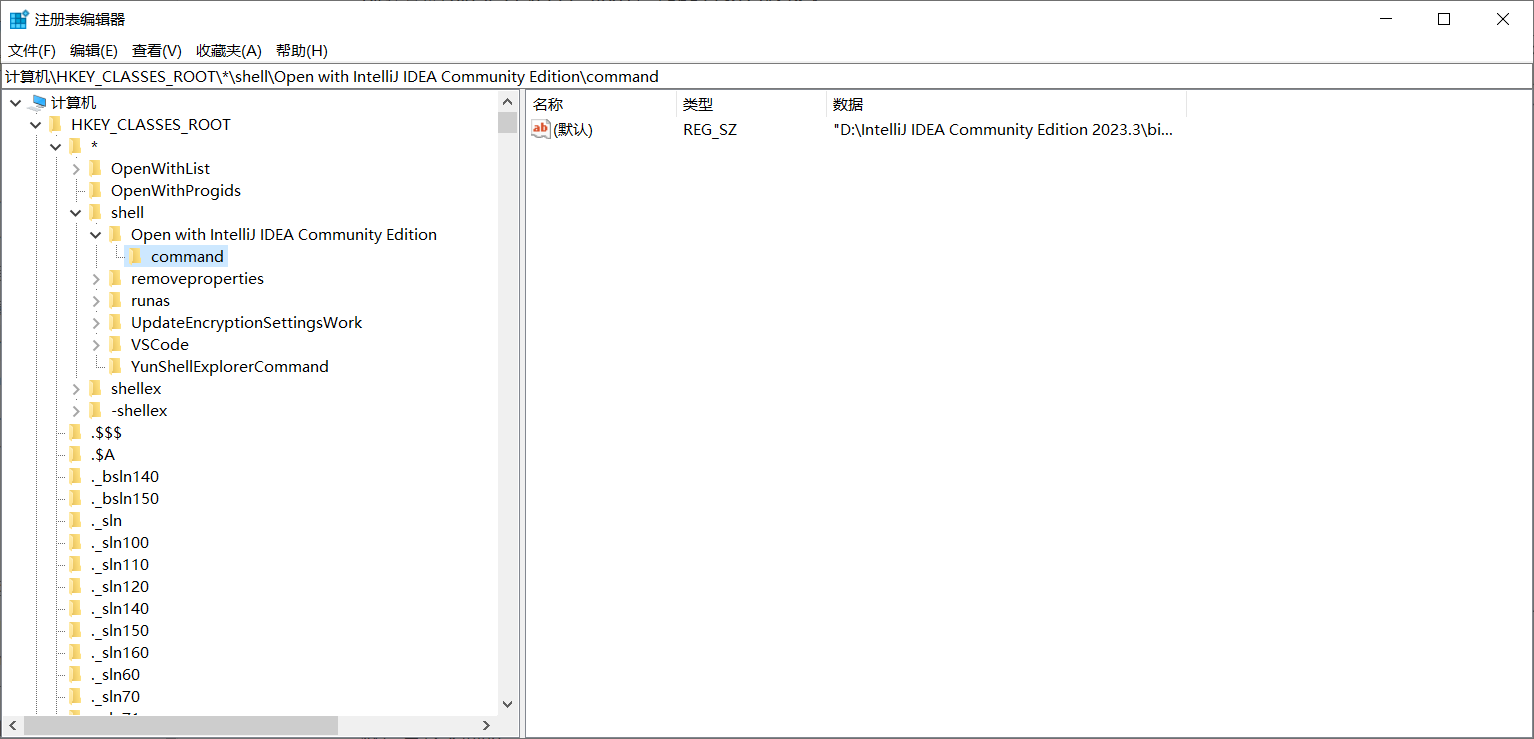 注册表编辑器
文件(F) 编辑(E) 查看(V) 收藏夹(A) 帮助(H)
计算机\HKEY_CLASSES_ROOT\*\shell\Open with IntelliJ IDEA Community Edition\command
计算机
HKEY_CLASSES_ROOT
*
OpenWithList
OpenWithProgids
shell
Open with IntelliJ IDEA Community Edition
command
removeproperties
runas
UpdateEncryptionSettingsWork
VSCode
YunShellExplorerCommand
shellex
-shellex
.$$$
.$A
._bsln140
._bsln150
._sln
._sln100
._sln110
._sln120
._sln140
._sln150
._sln160
._sln60
._sln70
名称 类型 数据
ab (默认) REG_SZ "D:\IntelliJ IDEA Community Edition 2023.3\bi...